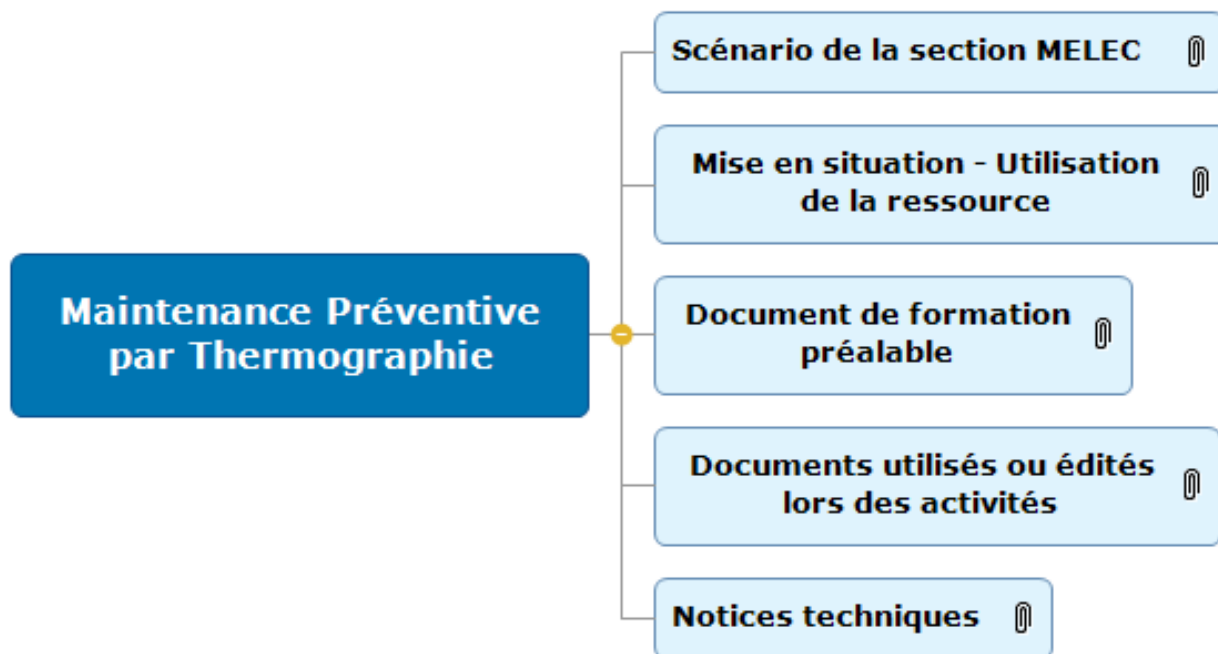 Scénario de la section MELEC
Mise en situation - Utilisation
de la ressource
Maintenance Préventive
par Thermographie
Document de formation
préalable
Documents utilisés ou édités
lors des activités
Notices techniques